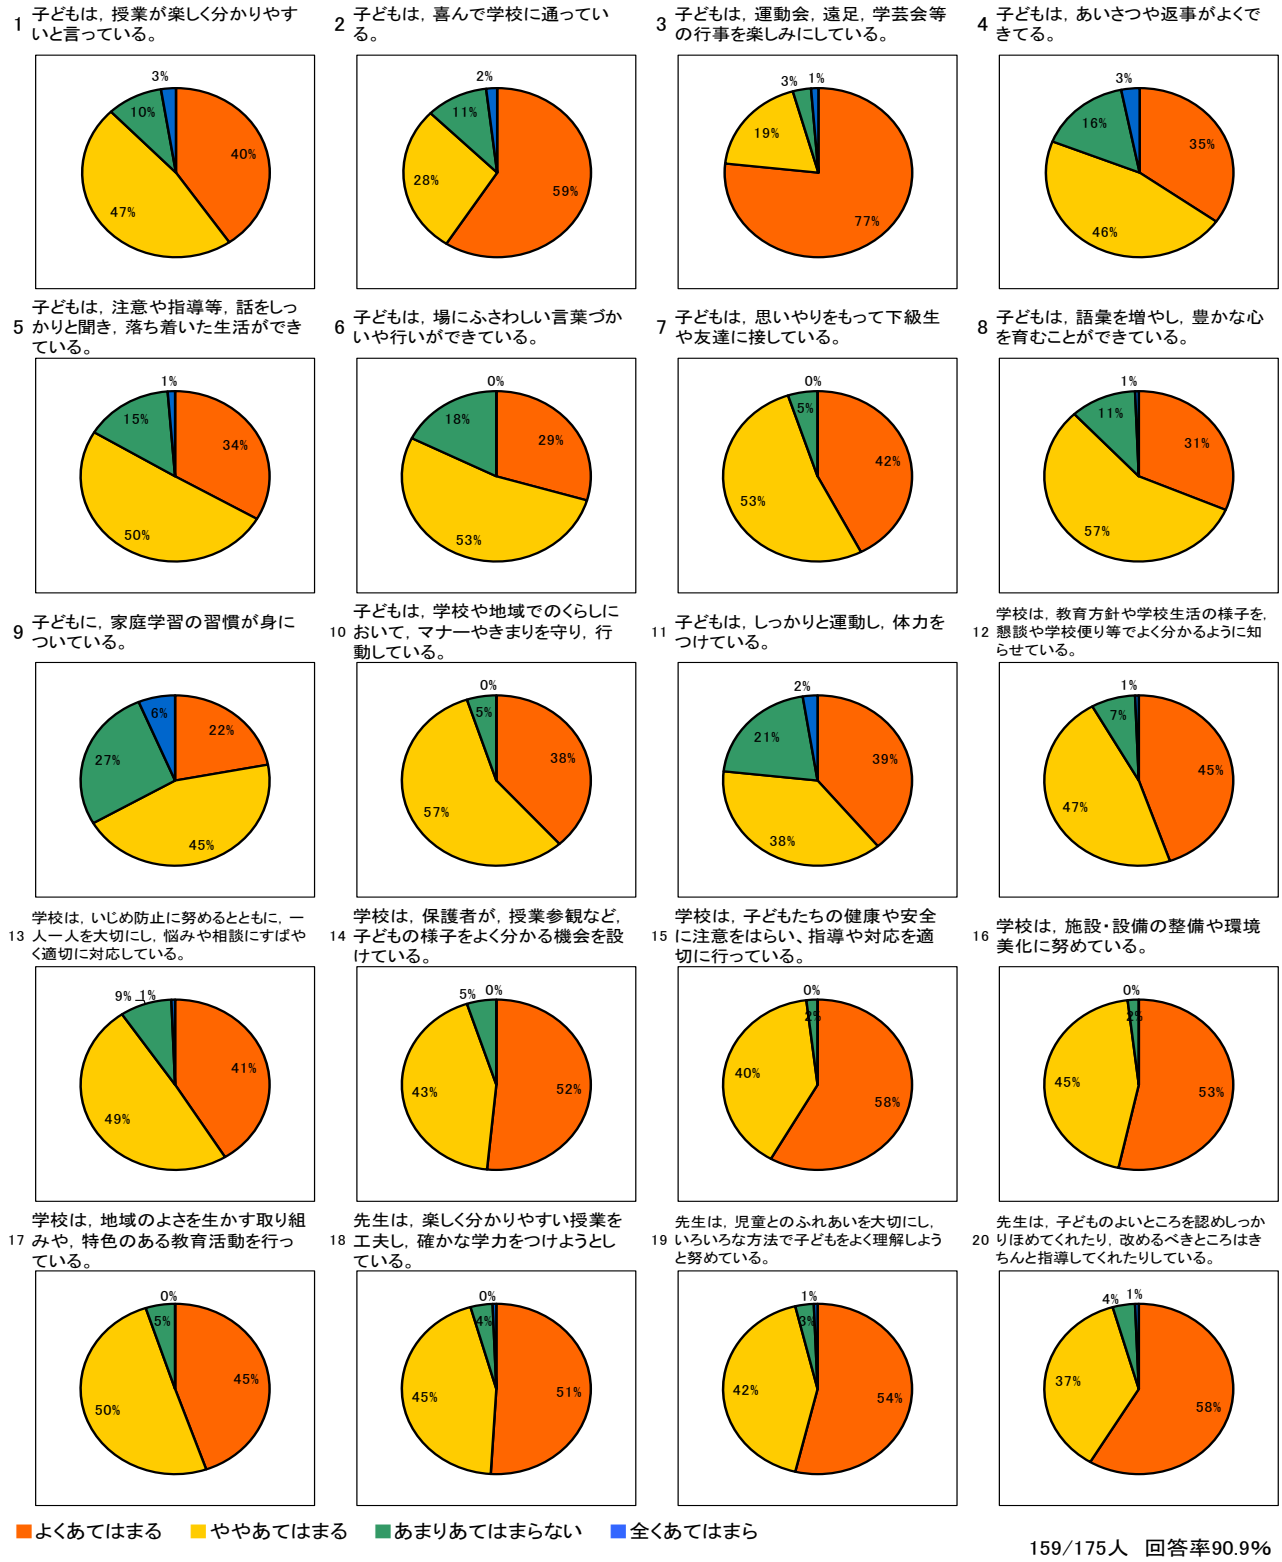 1 子どもは，授業が楽しく分かりやす
いと言っている。
3%
10%
40%
47%
2 子どもは，喜んで学校に通ってい
る。
2%
11%
28%
59%
3 子どもは，運動会，遠足，学芸会等
の行事を楽しみにしている。
3% 1%
19%
77%
4 子どもは，あいさつや返事がよくで
きてる。
3%
16%
35%
46%
5 子どもは，注意や指導等，話をしっ
かりと聞き，落ち着いた生活ができ
ている。
1%
15%
34%
50%
6 子どもは，場にふさわしい言葉づか
いや行いができている。
0%
18%
29%
53%
7 子どもは，思いやりをもって下級生
や友達に接している。
0%
5%
42%
53%
8 子どもは，語彙を増やし，豊かな心
を育むことができている。
1%
11%
31%
57%
9 子どもに，家庭学習の習慣が身に
ついている。
6%
22%
27%
45%
10 子どもは，学校や地域でのくらしに
おいて，マナーやきまりを守り，行
動している。
0%
5%
38%
57%
11 子どもは，しっかりと運動し，体力を
つけている。
2%
21%
39%
38%
12 学校は，教育方針や学校生活の様子を，
懇談や学校便り等でよく分かるように知
らせている。
1%
7%
45%
47%
13 学校は，いじめ防止に努めるとともに，一
人一人を大切にし，悩みや相談にすばや
く適切に対応している。
9% 1%
41%
49%
14 学校は，保護者が，授業参観など，
子どもの様子をよく分かる機会を設
けている。
5% 0%
43%
52%
15 学校は，子どもたちの健康や安全
に注意をはらい、指導や対応を適
切に行っている。
0%
2%
40%
58%
16 学校は，施設・設備の整備や環境
美化に努めている。
0%
2%
45%
53%
17 学校は，地域のよさを生かす取り組
みや，特色のある教育活動を行っ
ている。
0%
5%
45%
50%
18 先生は，楽しく分かりやすい授業を
工夫し，確かな学力をつけようとし
ている。
0%
4%
45%
51%
19 先生は，児童とのふれあいを大切にし，
いろいろな方法で子どもをよく理解しよう
と努めている。
1%
3%
42%
54%
20 先生は，子どものよいところを認めしっか
りほめてくれたり，改めるべきところはき
ちんと指導してくれたりしている。
4% 1%
37%
58%
よくあてはまる ややあてはまる あまりあてはまらない 全くあてはまら
159/175人 回答率90.9%